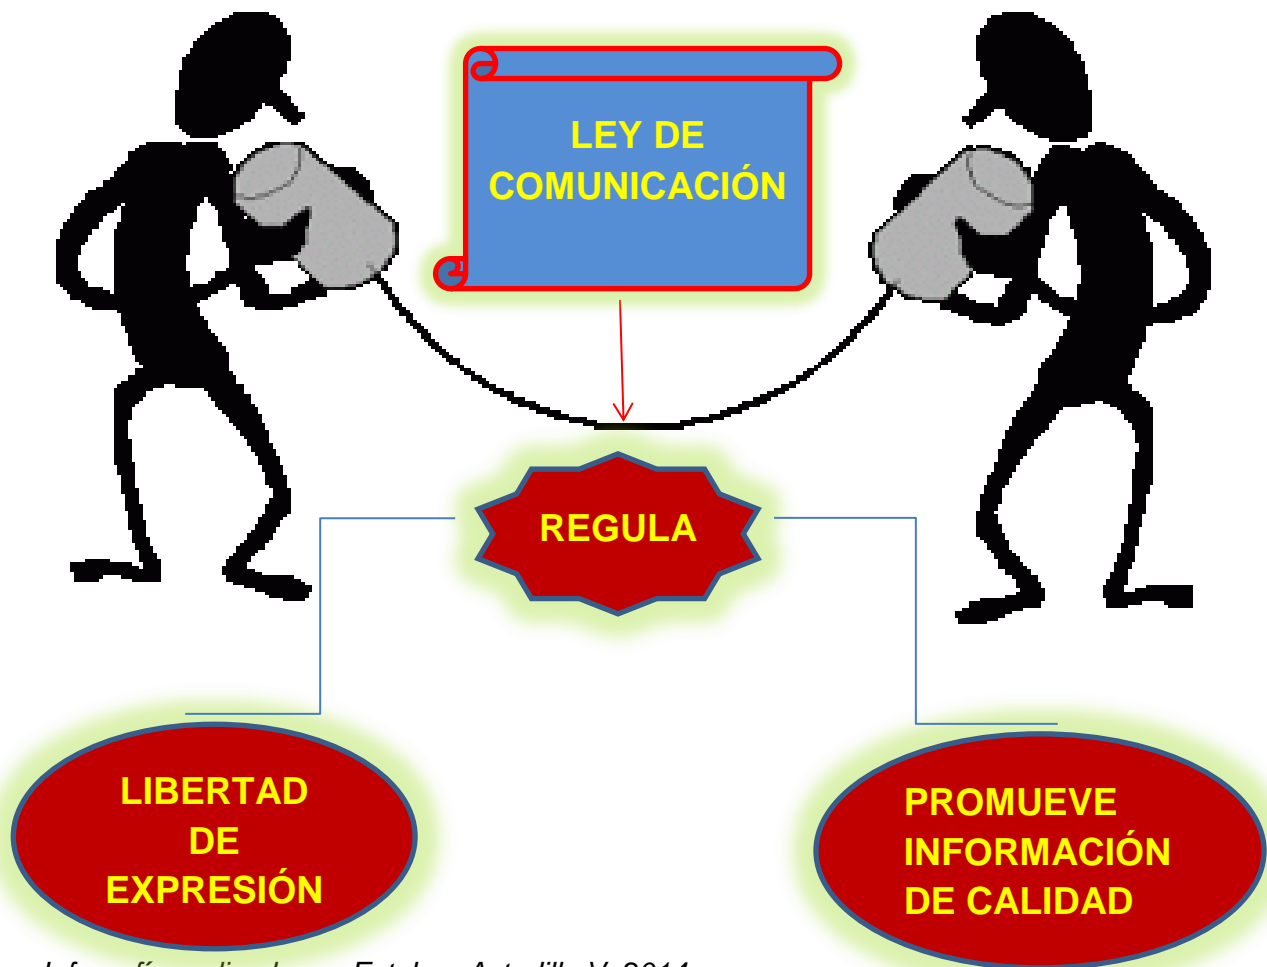 LEY DE
COMUNICACIÓN
REGULA
LIBERTAD
DE
EXPRESIÓN
PROMUEVE
INFORMACIÓN
DE CALIDAD